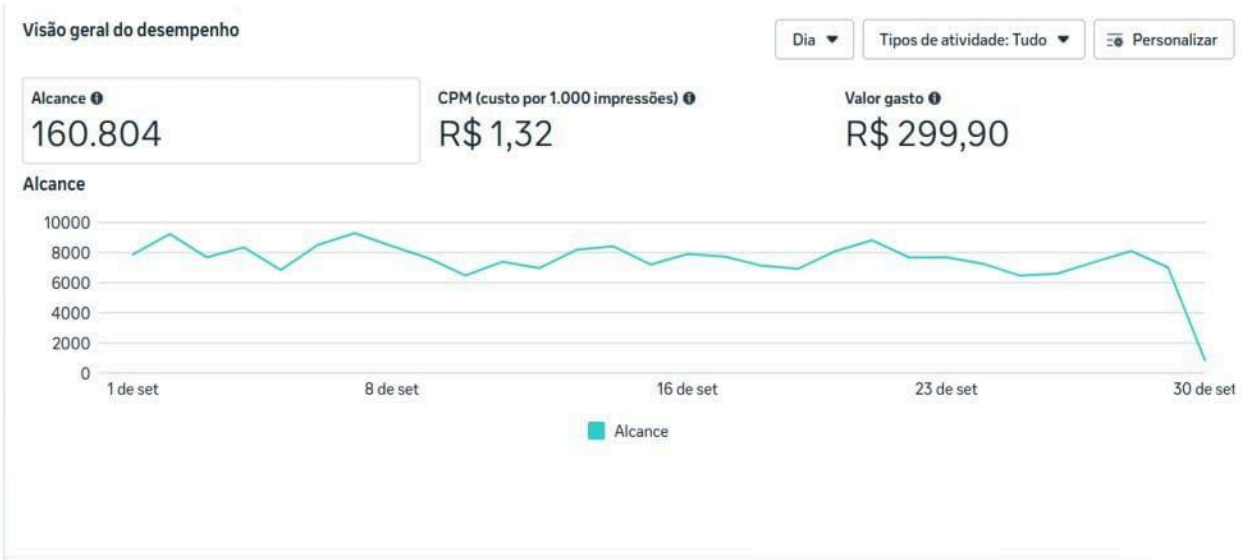 Visão geral do desempenho
Dia
Tipos de atividade: Tudo
Personalizar
Alcance
160.804
CPM (custo por 1.000 impressões)
R$ 1,32
Valor gasto
R$ 299,90
Alcance
10000
8000
6000
4000
2000
0
1 de set
8 de set
16 de set
23 de set
30 de set
Alcance